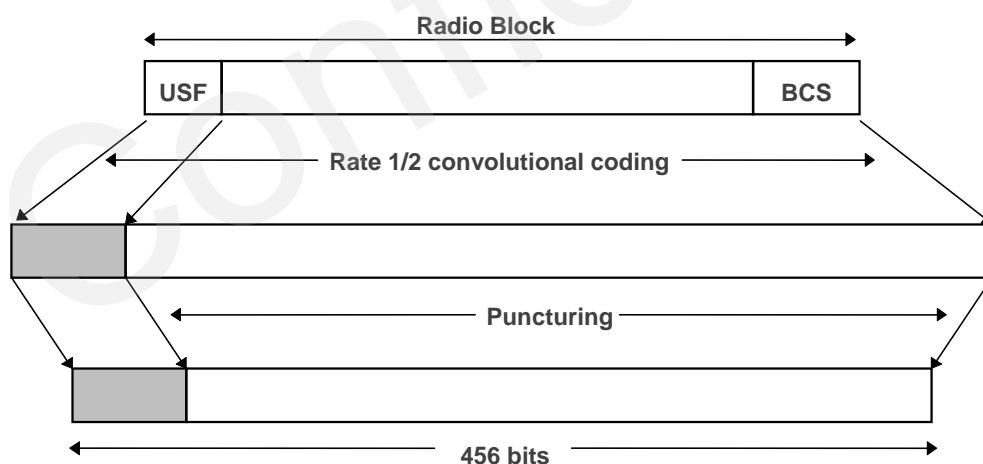 Radio Block
USF
BCS
Rate 1/2 convolutional coding
Puncturing
456 bits